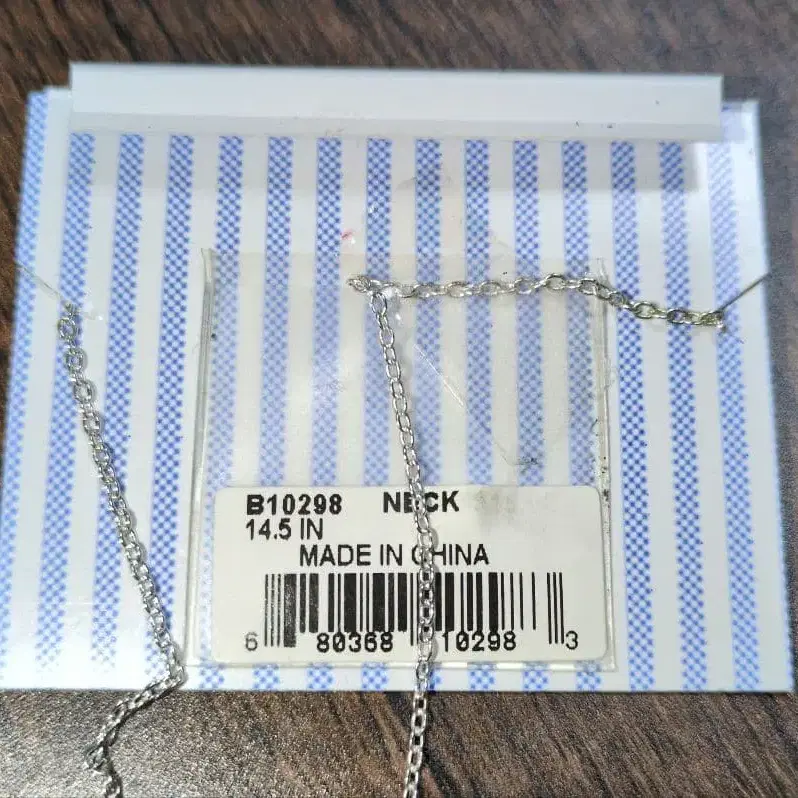 B10298 NECK
14.5 IN
MADE IN CHINA
6 80368 10298 3